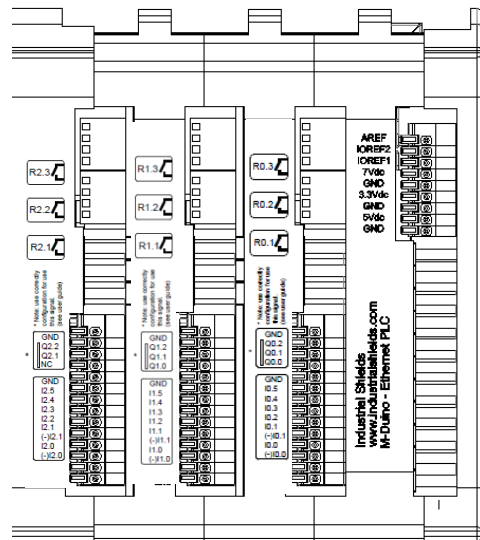 R2.3
R2.2
R2.1
* Note: use correctly
configuration for use
this signal.
(see user guide)
*
GND
Q2.2
Q2.1
NC
GND
I2.5
I2.4
I2.3
I2.2
I2.1
(-)I2.1
I2.0
(-)I2.0
R1.3
R1.2
R1.1
* Note: use correctly
configuration for use
this signal.
(see user guide)
*
GND
Q1.2
Q1.1
Q1.0
GND
I1.5
I1.4
I1.3
I1.2
I1.1
(-)I1.1
I1.0
(-)I1.0
R0.3
R0.2
R0.1
* Note: use correctly
configuration for use
this signal.
(see user guide)
*
GND
Q0.2
Q0.1
Q0.0
GND
I0.5
I0.4
I0.3
I0.2
I0.1
(-)I0.1
I0.0
(-)I0.0
AREF
IOREF2
IOREF1
7Vdc
GND
3.3Vdc
GND
5Vdc
GND
Industrial Shields
www.industrialshields.com
M-Duino - Ethernet PLC